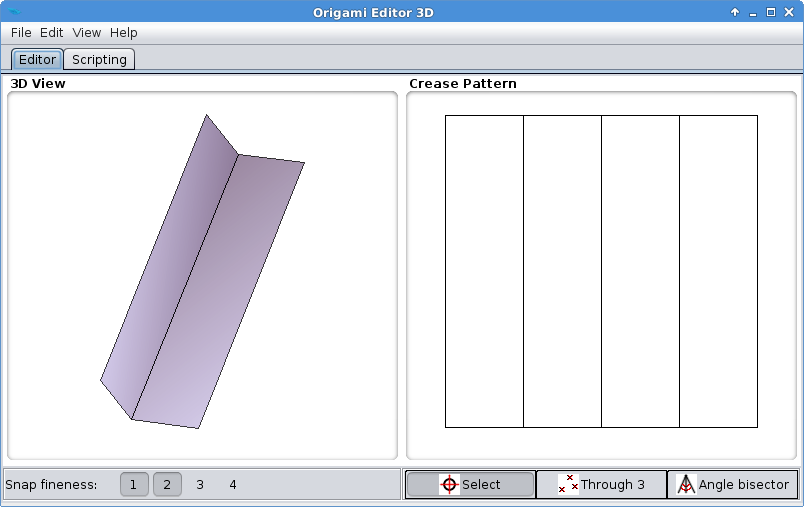 Origami Editor 3D
File Edit View Help
Editor Scripting
3D View Crease Pattern
Snap fineness: 1 2 3 4 Select Through 3 Angle bisector